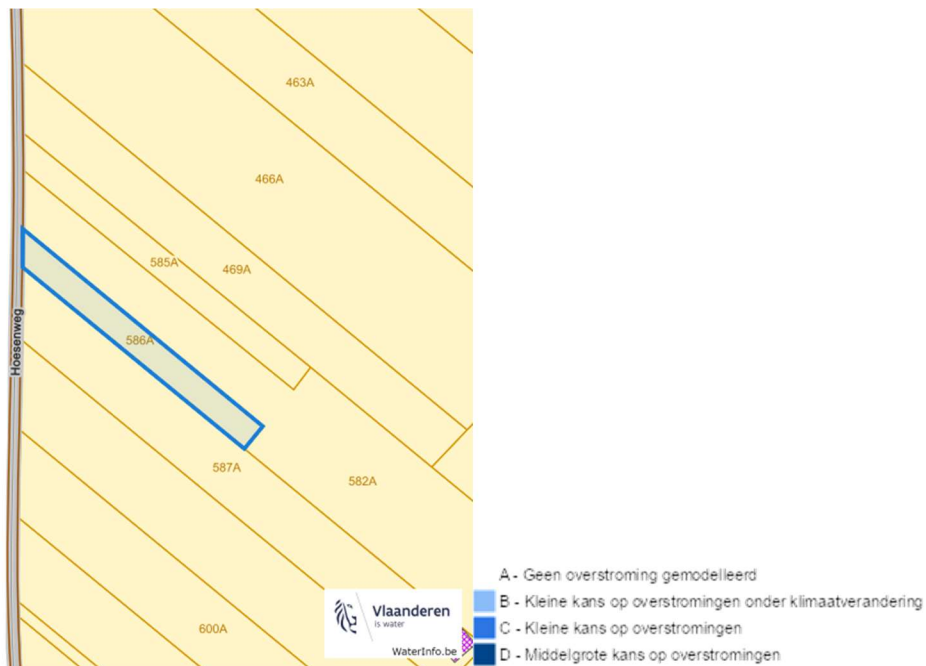 463A
466A
585A
469A
586A
Hoesenweg
587A
582A
600A
Vlaanderen
is water
WaterInfo.be
A - Geen overstroming gemodelleerd
B - Kleine kans op overstromingen onder klimaatverandering
C - Kleine kans op overstromingen
D - Middelgrote kans op overstromingen